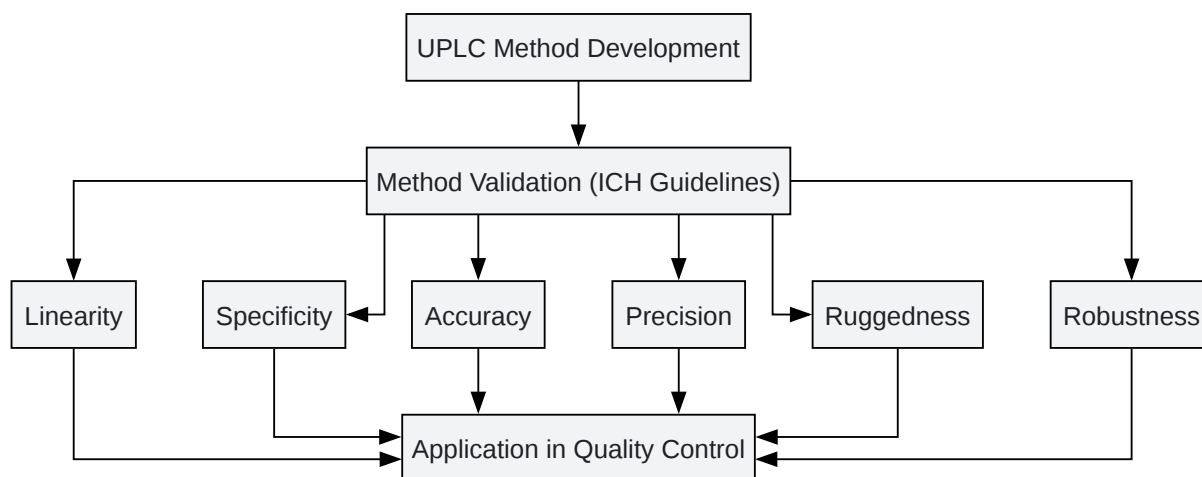 UPLC Method Development
Method Validation (ICH Guidelines)
Linearity
Specificity
Accuracy
Precision
Ruggedness
Robustness
Application in Quality Control